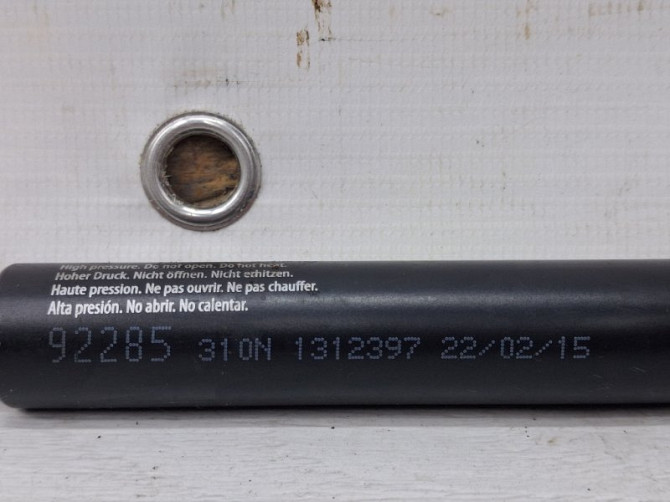 High pressure. Do not open. Do not heat.
Hoher Druck. Nicht öffnen. Nicht erhitzen.
Haute pression. Ne pas ouvrir. Ne pas chauffer.
Alta presión. No abrir. No calentar.
92285 310N 1312397 22/02/15